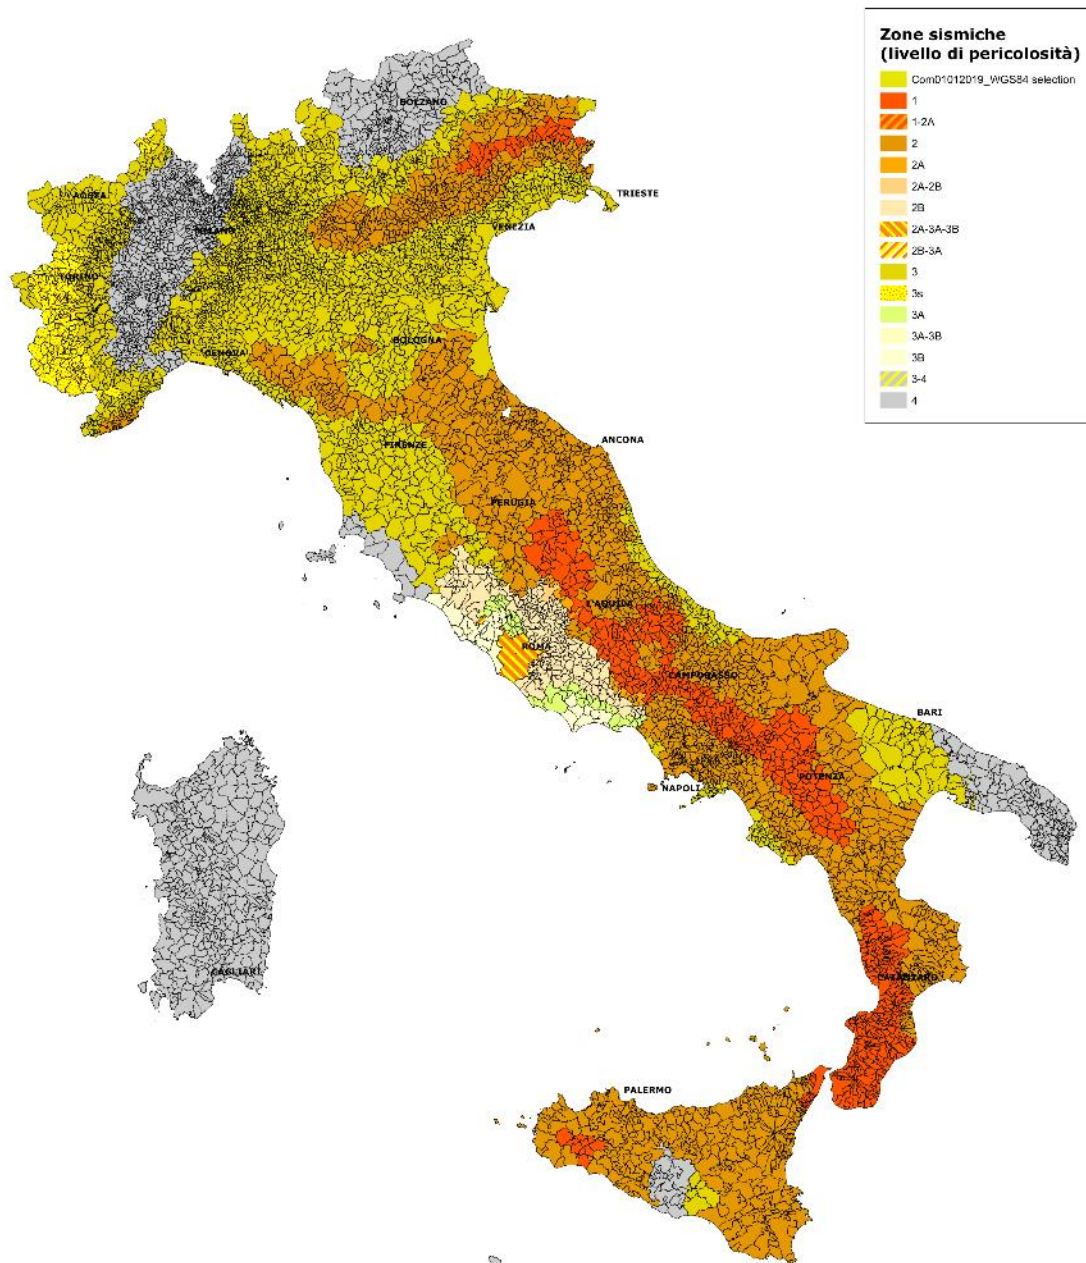 Zone sismiche
(livello di pericolosità)
Com01012019_WGS84 selection
1
1-2A
2
2A
2A-2B
2B
2A-3A-3B
2B-3A
3
3s
3A
3A-3B
3B
3-4
4
BOLZANO
AOSTA
TRIESTE
MILANO
VENEZIA
TORINO
BOLOGNA
GENOVA
FIRENZE
ANCONA
PERUGIA
L'AQUILA
ROMA
CAMPOBASSO
BARI
POTENZA
NAPOLI
CAGLIARI
CATANZARO
PALERMO